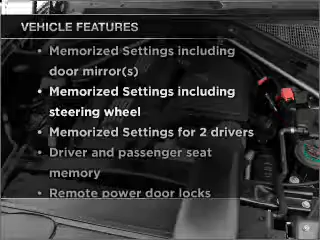 VEHICLE FEATURES
• Memorized Settings including
door mirror(s)
• Memorized Settings including
steering wheel
• Memorized Settings for 2 drivers
• Driver and passenger seat
memory
• Remote power door locks